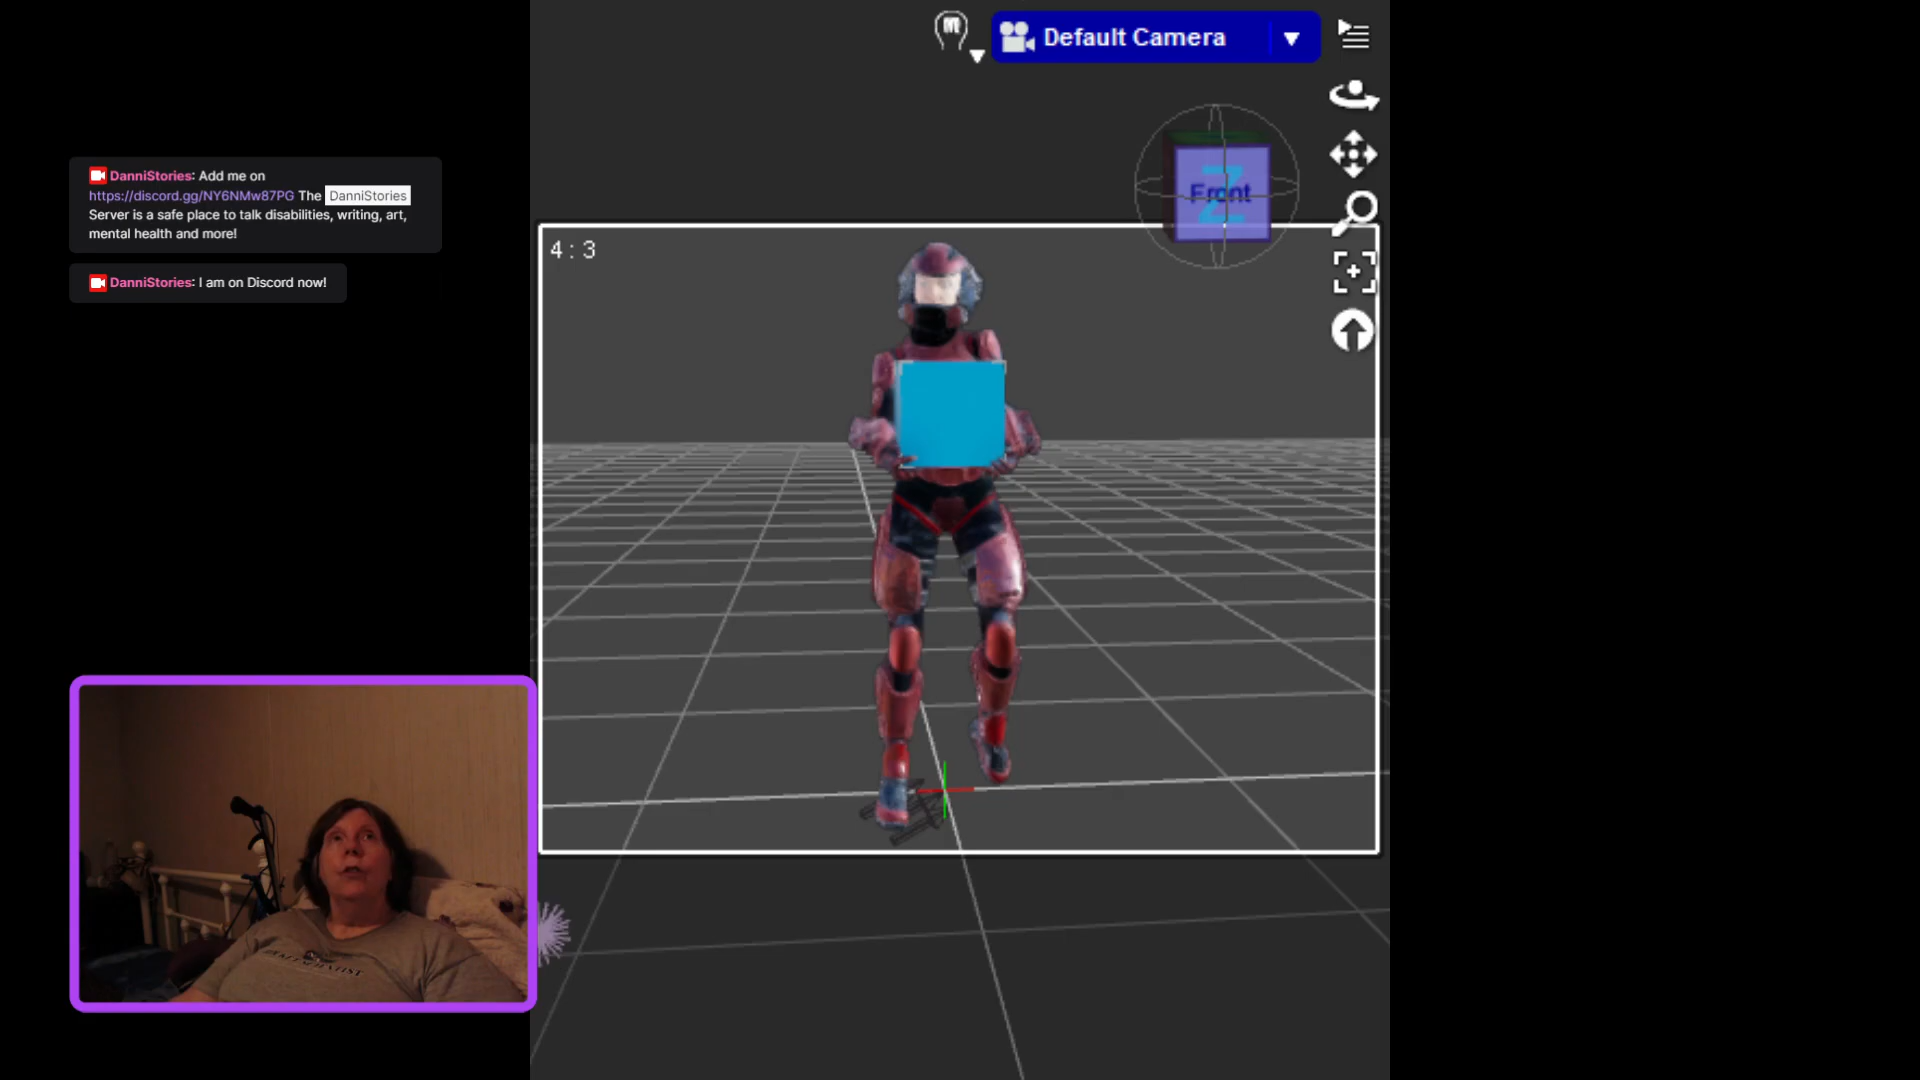 Default Camera
Front
Z
4 : 3
DanniStories: Add me on
https://discord.gg/NY6NMw87PG The DanniStories
Server is a safe place to talk disabilities, writing, art,
mental health and more!
DanniStories: I am on Discord now!